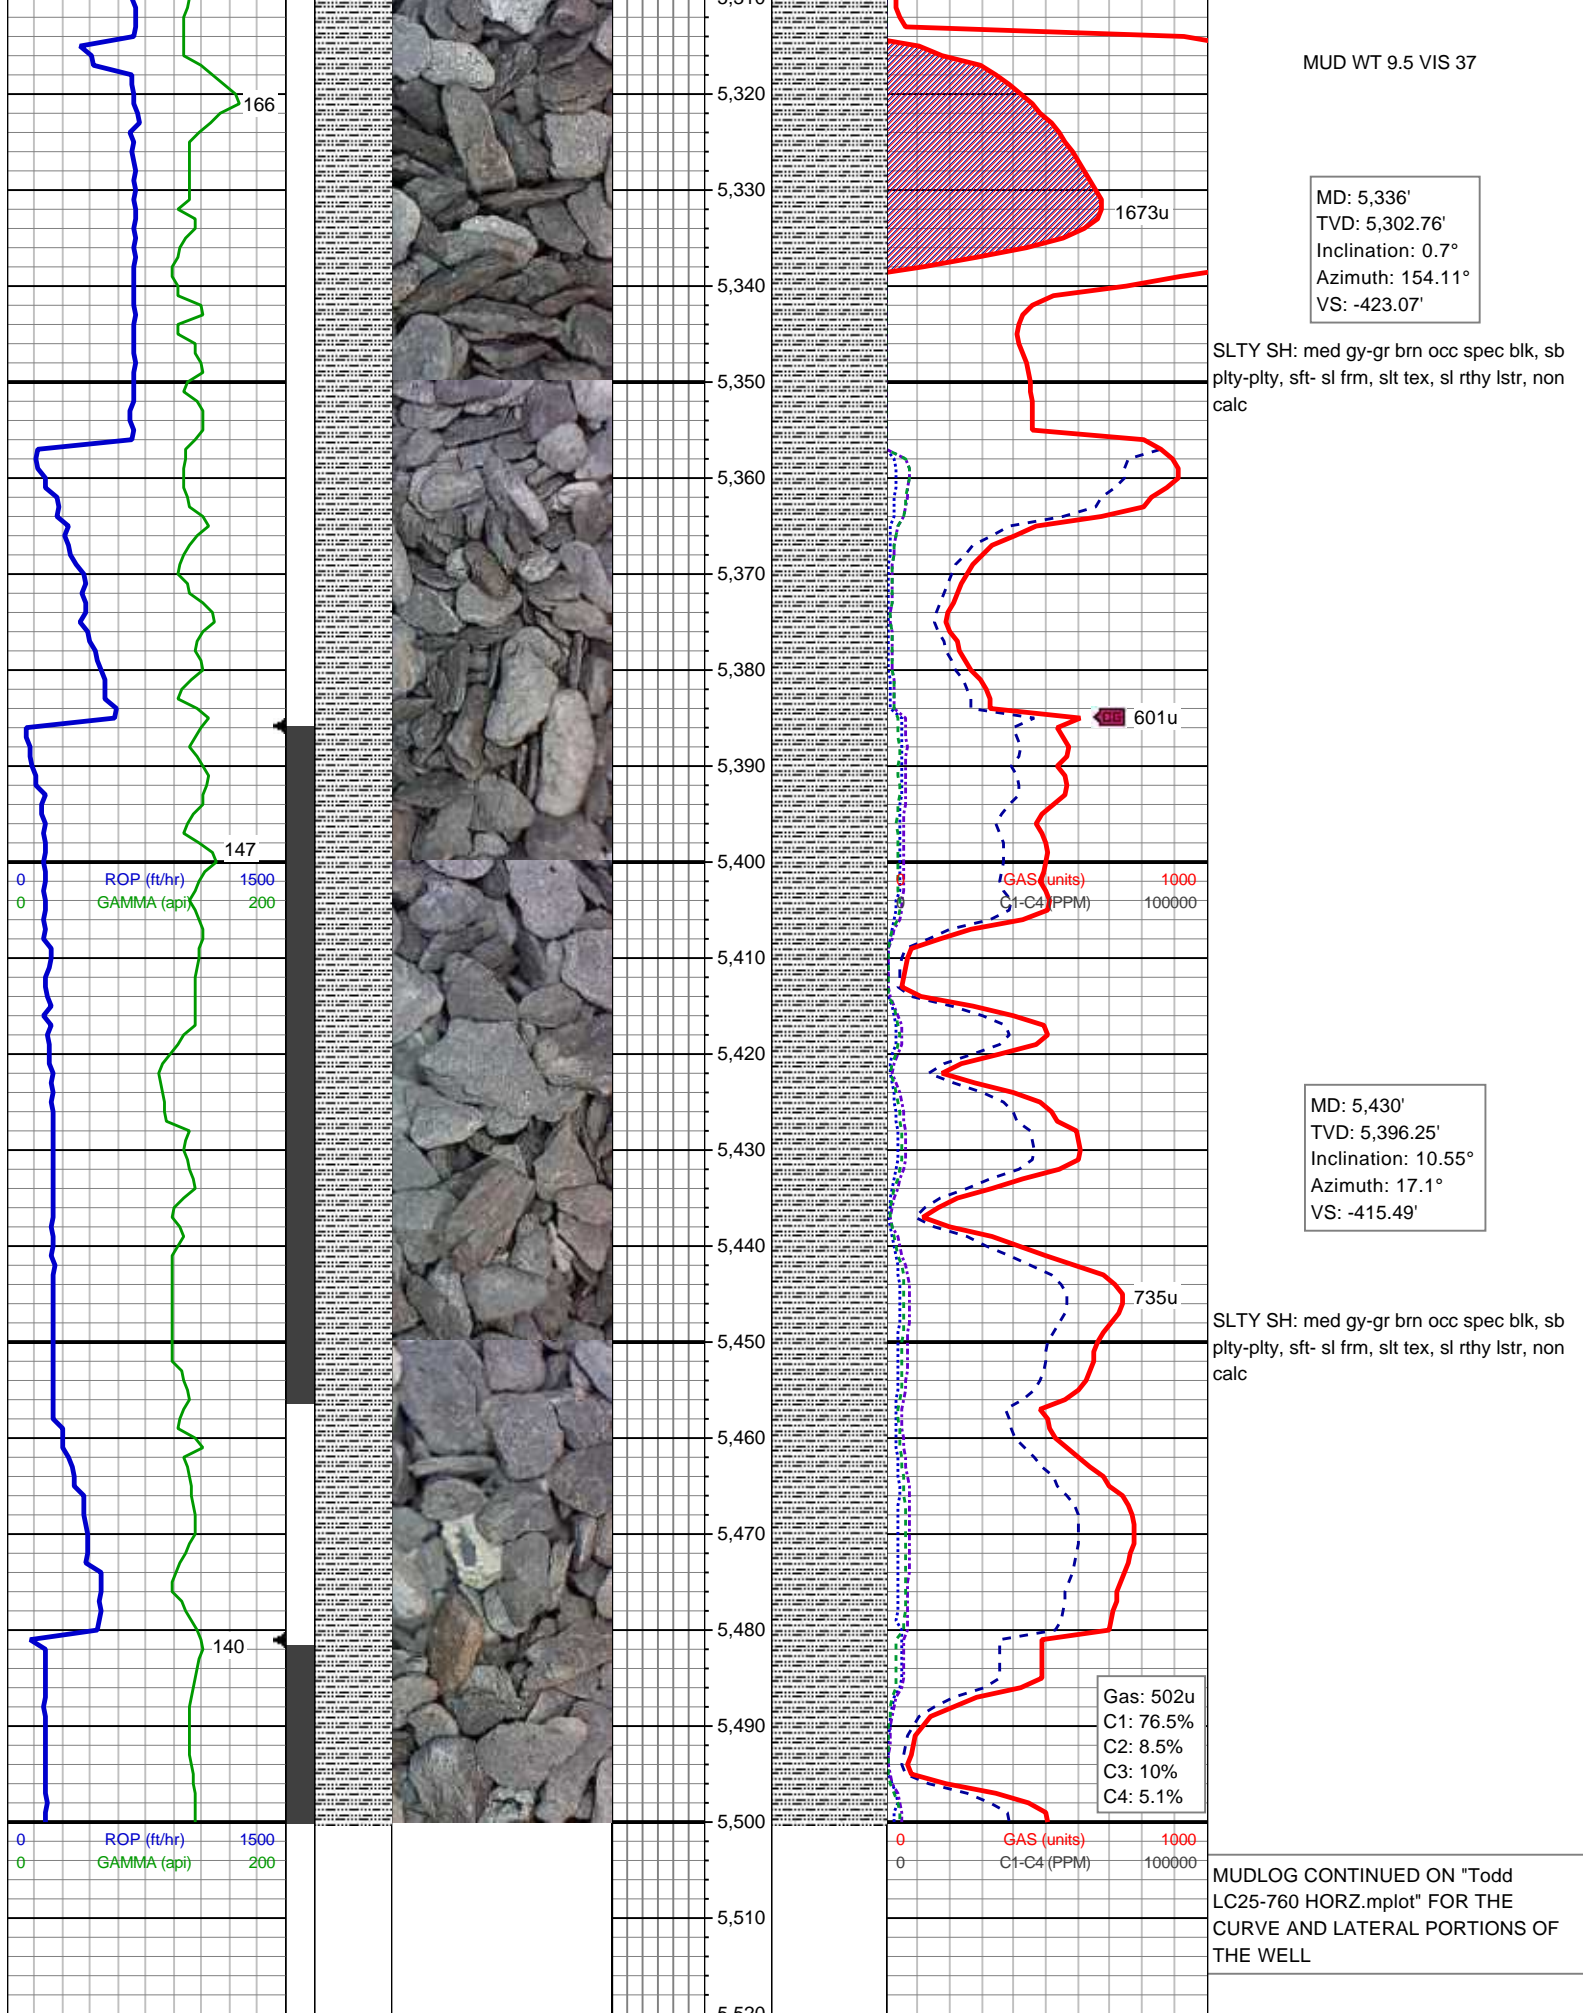 5,310
MUD WT 9.5 VIS 37
5,320
166
5,330
1673u
MD: 5,336'
TVD: 5,302.76'
Inclination: 0.7°
Azimuth: 154.11°
VS: -423.07'
5,340
SLTY SH: med gy-gr brn occ spec blk, sb
plty-plty, sft- sl frm, slt tex, sl rthy lstr, non
calc
5,350
5,360
5,370
5,380
CG 601u
5,390
147
5,400
0 ROP (ft/hr) 1500
0 GAMMA (api) 200
0 GAS (units) 1000
0 C1-C4 (PPM) 100000
5,410
5,420
5,430
MD: 5,430'
TVD: 5,396.25'
Inclination: 10.55°
Azimuth: 17.1°
VS: -415.49'
5,440
735u
SLTY SH: med gy-gr brn occ spec blk, sb
plty-plty, sft- sl frm, slt tex, sl rthy lstr, non
calc
5,450
5,460
5,470
5,480
140
5,490
Gas: 502u
C1: 76.5%
C2: 8.5%
C3: 10%
C4: 5.1%
5,500
0 ROP (ft/hr) 1500
0 GAMMA (api) 200
0 GAS (units) 1000
0 C1-C4 (PPM) 100000
MUDLOG CONTINUED ON "Todd
LC25-760 HORZ.mplot" FOR THE
CURVE AND LATERAL PORTIONS OF
THE WELL
5,510
5,520